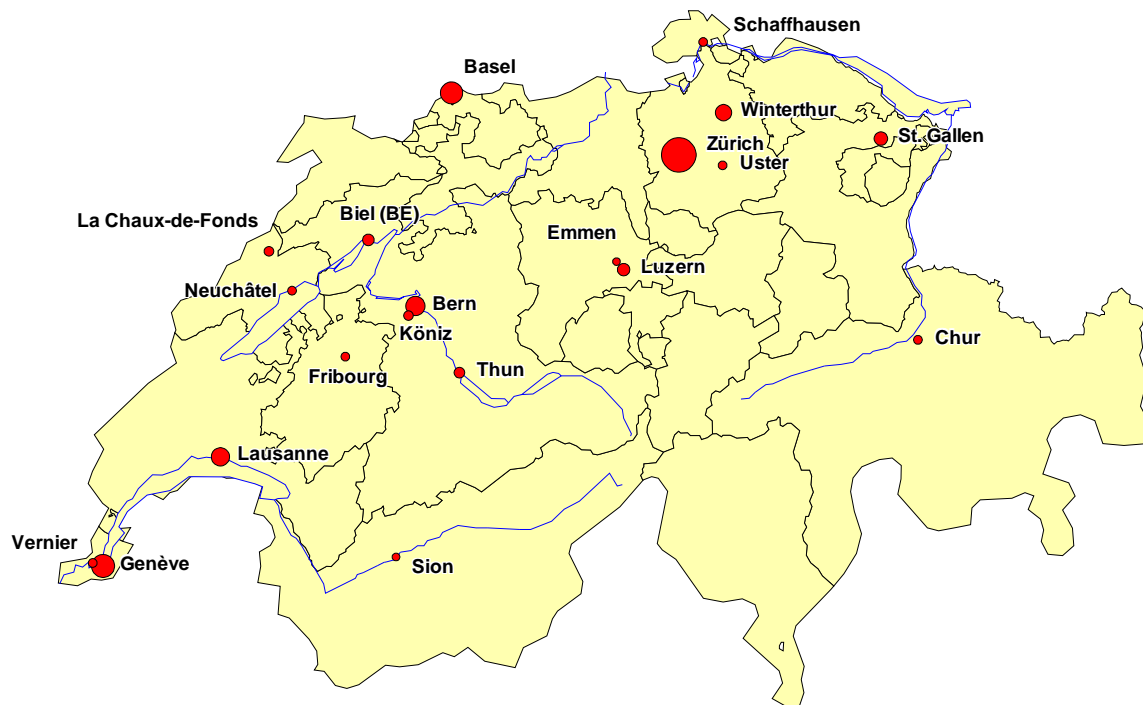 Schaffhausen
Basel
Winterthur
Zürich
St. Gallen
Uster
La Chaux-de-Fonds
Biel (BE)
Emmen
Luzern
Neuchâtel
Bern
Köniz
Chur
Thun
Fribourg
Lausanne
Vernier
Genève
Sion